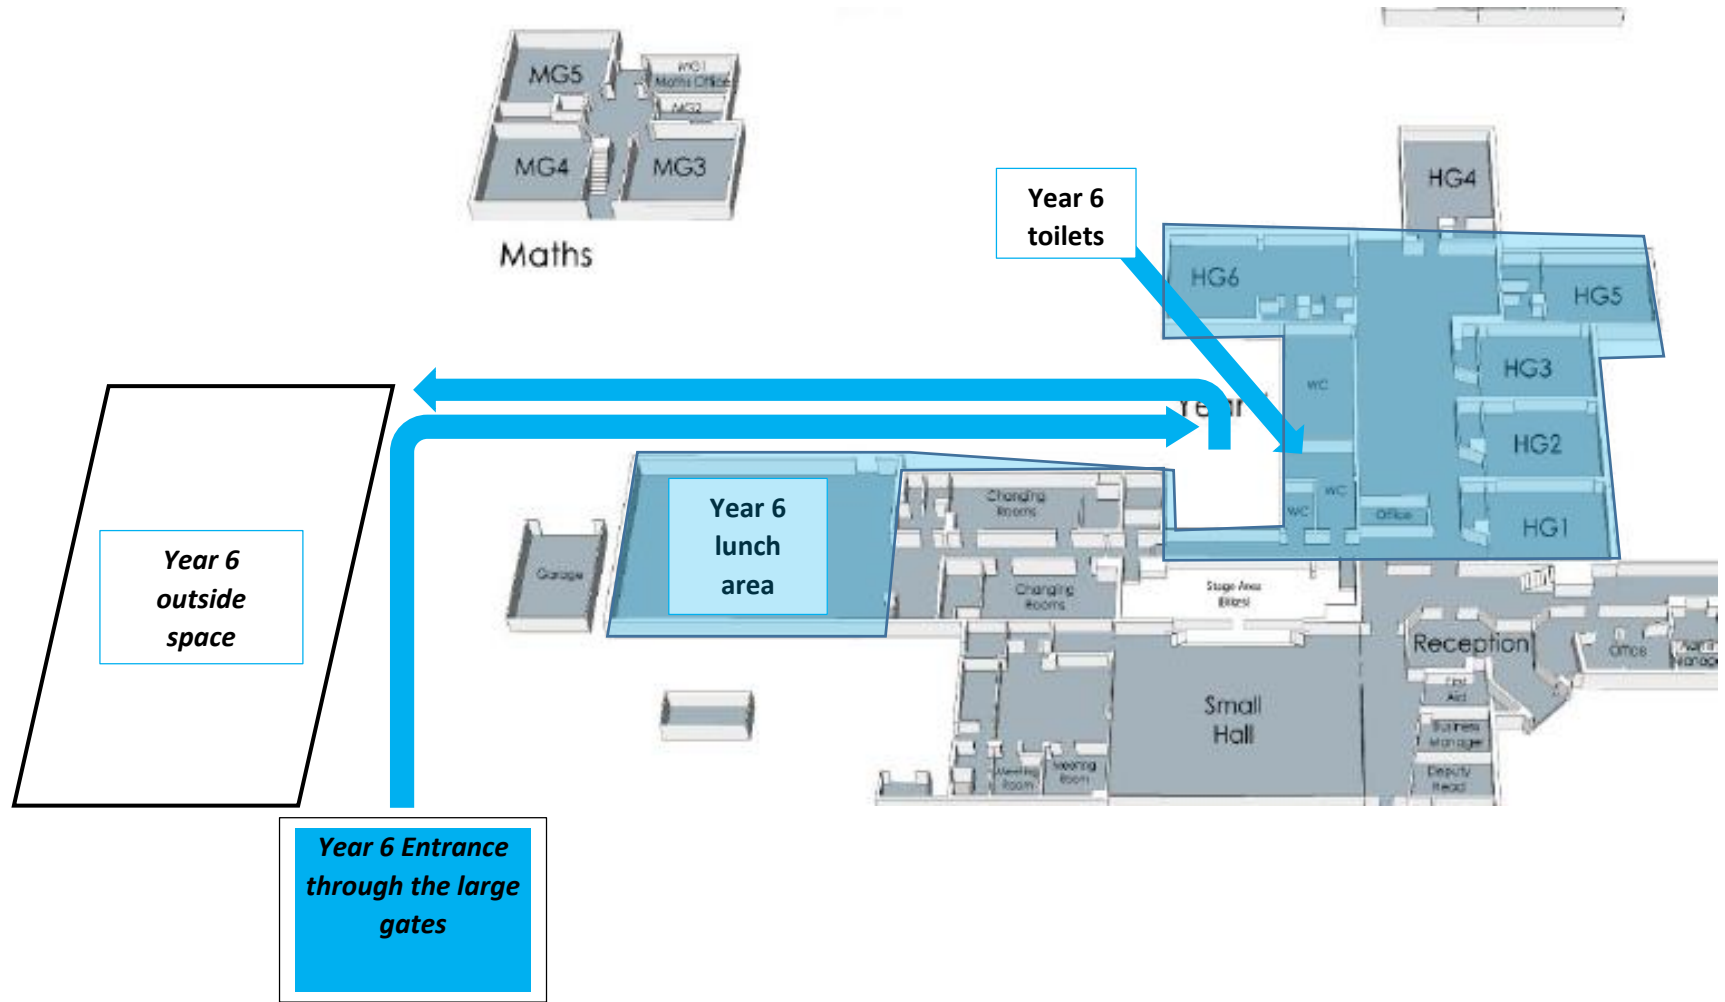 MG5
MG1
Maths Office
MG2
MG4
MG3
Maths
Year 6
toilets
HG4
HG6
HG5
WC
HG3
Year
HG2
WC
WC
Office
HG1
Year 6
lunch
area
Changing
Rooms
Garage
Changing
Rooms
Stage Area
Year 6
outside
space
Reception
Office
First
Aid
Business
Manager
Deputy
Head
Small
Hall
Meeting
Room
Meeting
Room
Year 6 Entrance
through the large
gates